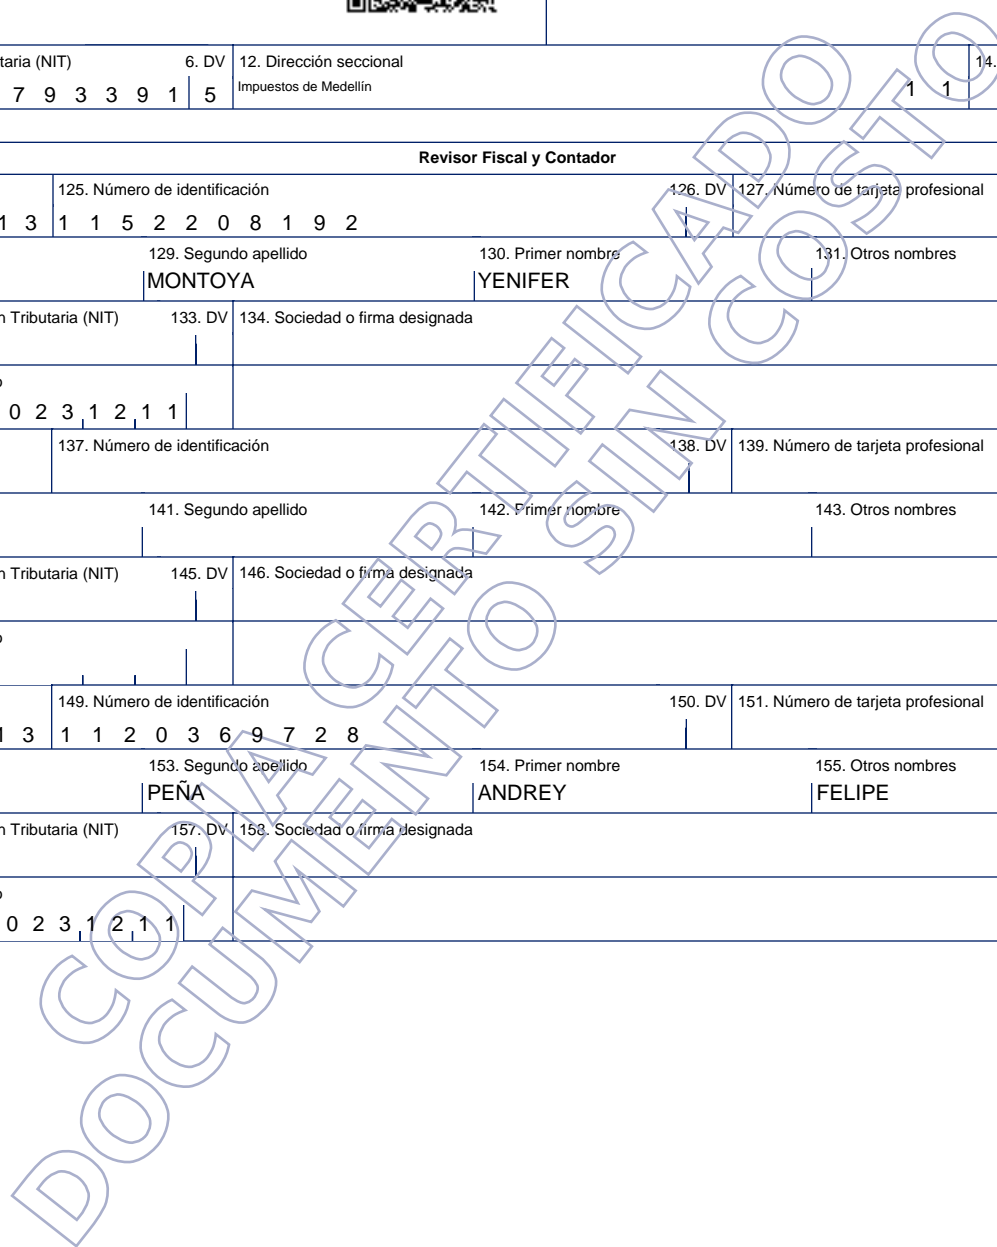 taria (NIT) 6. DV 12. Dirección seccional 14.
7 9 3 3 9 1 5 Impuestos de Medellín 1 1
Revisor Fiscal y Contador
125. Número de identificación 126. DV 127. Número de tarjeta profesional
1 3 1 1 5 2 2 0 8 1 9 2
129. Segundo apellido 130. Primer nombre 131. Otros nombres
MONTOYA YENIFER
n Tributaria (NIT) 133. DV 134. Sociedad o firma designada
o
0 2 3 1 2 1 1
137. Número de identificación 138. DV 139. Número de tarjeta profesional
141. Segundo apellido 142. Primer nombre 143. Otros nombres
n Tributaria (NIT) 145. DV 146. Sociedad o firma designada
o
149. Número de identificación 150. DV 151. Número de tarjeta profesional
1 3 1 1 2 0 3 6 9 7 2 8
153. Segundo apellido 154. Primer nombre 155. Otros nombres
PEÑA ANDREY FELIPE
n Tributaria (NIT) 157. DV 158. Sociedad o firma designada
o
0 2 3 1 2 1 1
COPIA CERTIFICADO
DOCUMENTO SIN COSTO